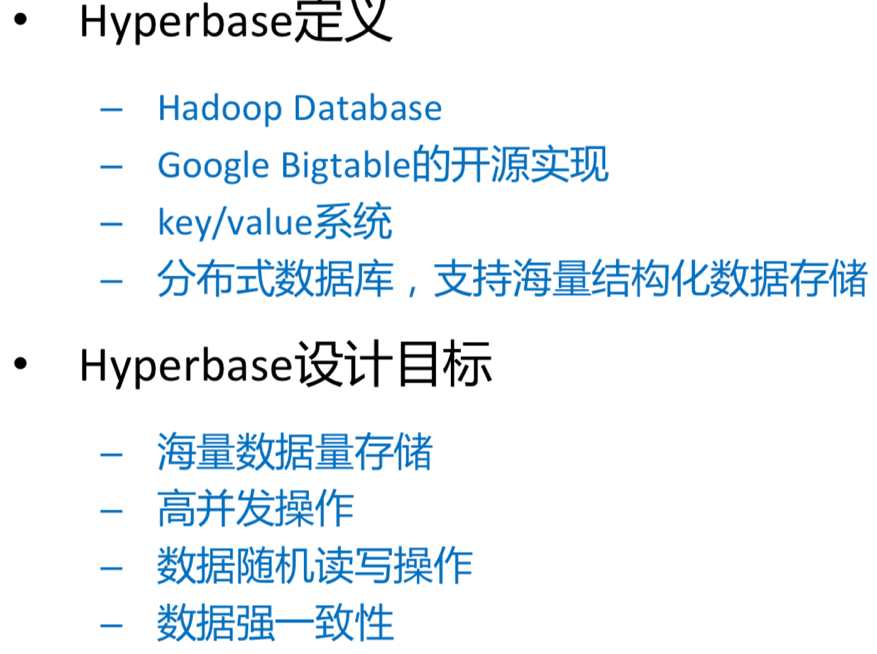 • Hyperbase定义
– Hadoop Database
– Google Bigtable的开源实现
– key/value系统
– 分布式数据库，支持海量结构化数据存储
• Hyperbase设计目标
– 海量数据量存储
– 高并发操作
– 数据随机读写操作
– 数据强一致性